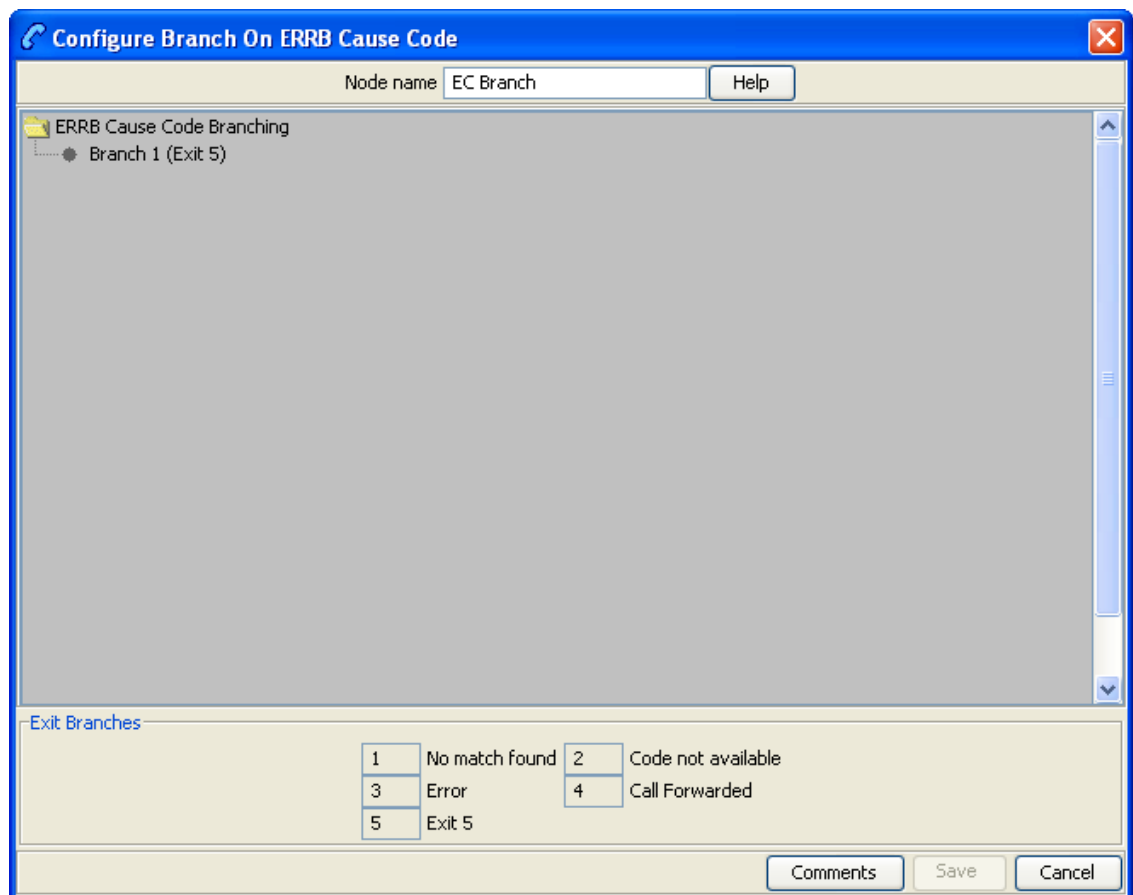 Configure Branch On ERRB Cause Code
Node name EC Branch Help
ERRB Cause Code Branching
Branch 1 (Exit 5)
Exit Branches
1 No match found 2 Code not available
3 Error 4 Call Forwarded
5 Exit 5
Comments Save Cancel